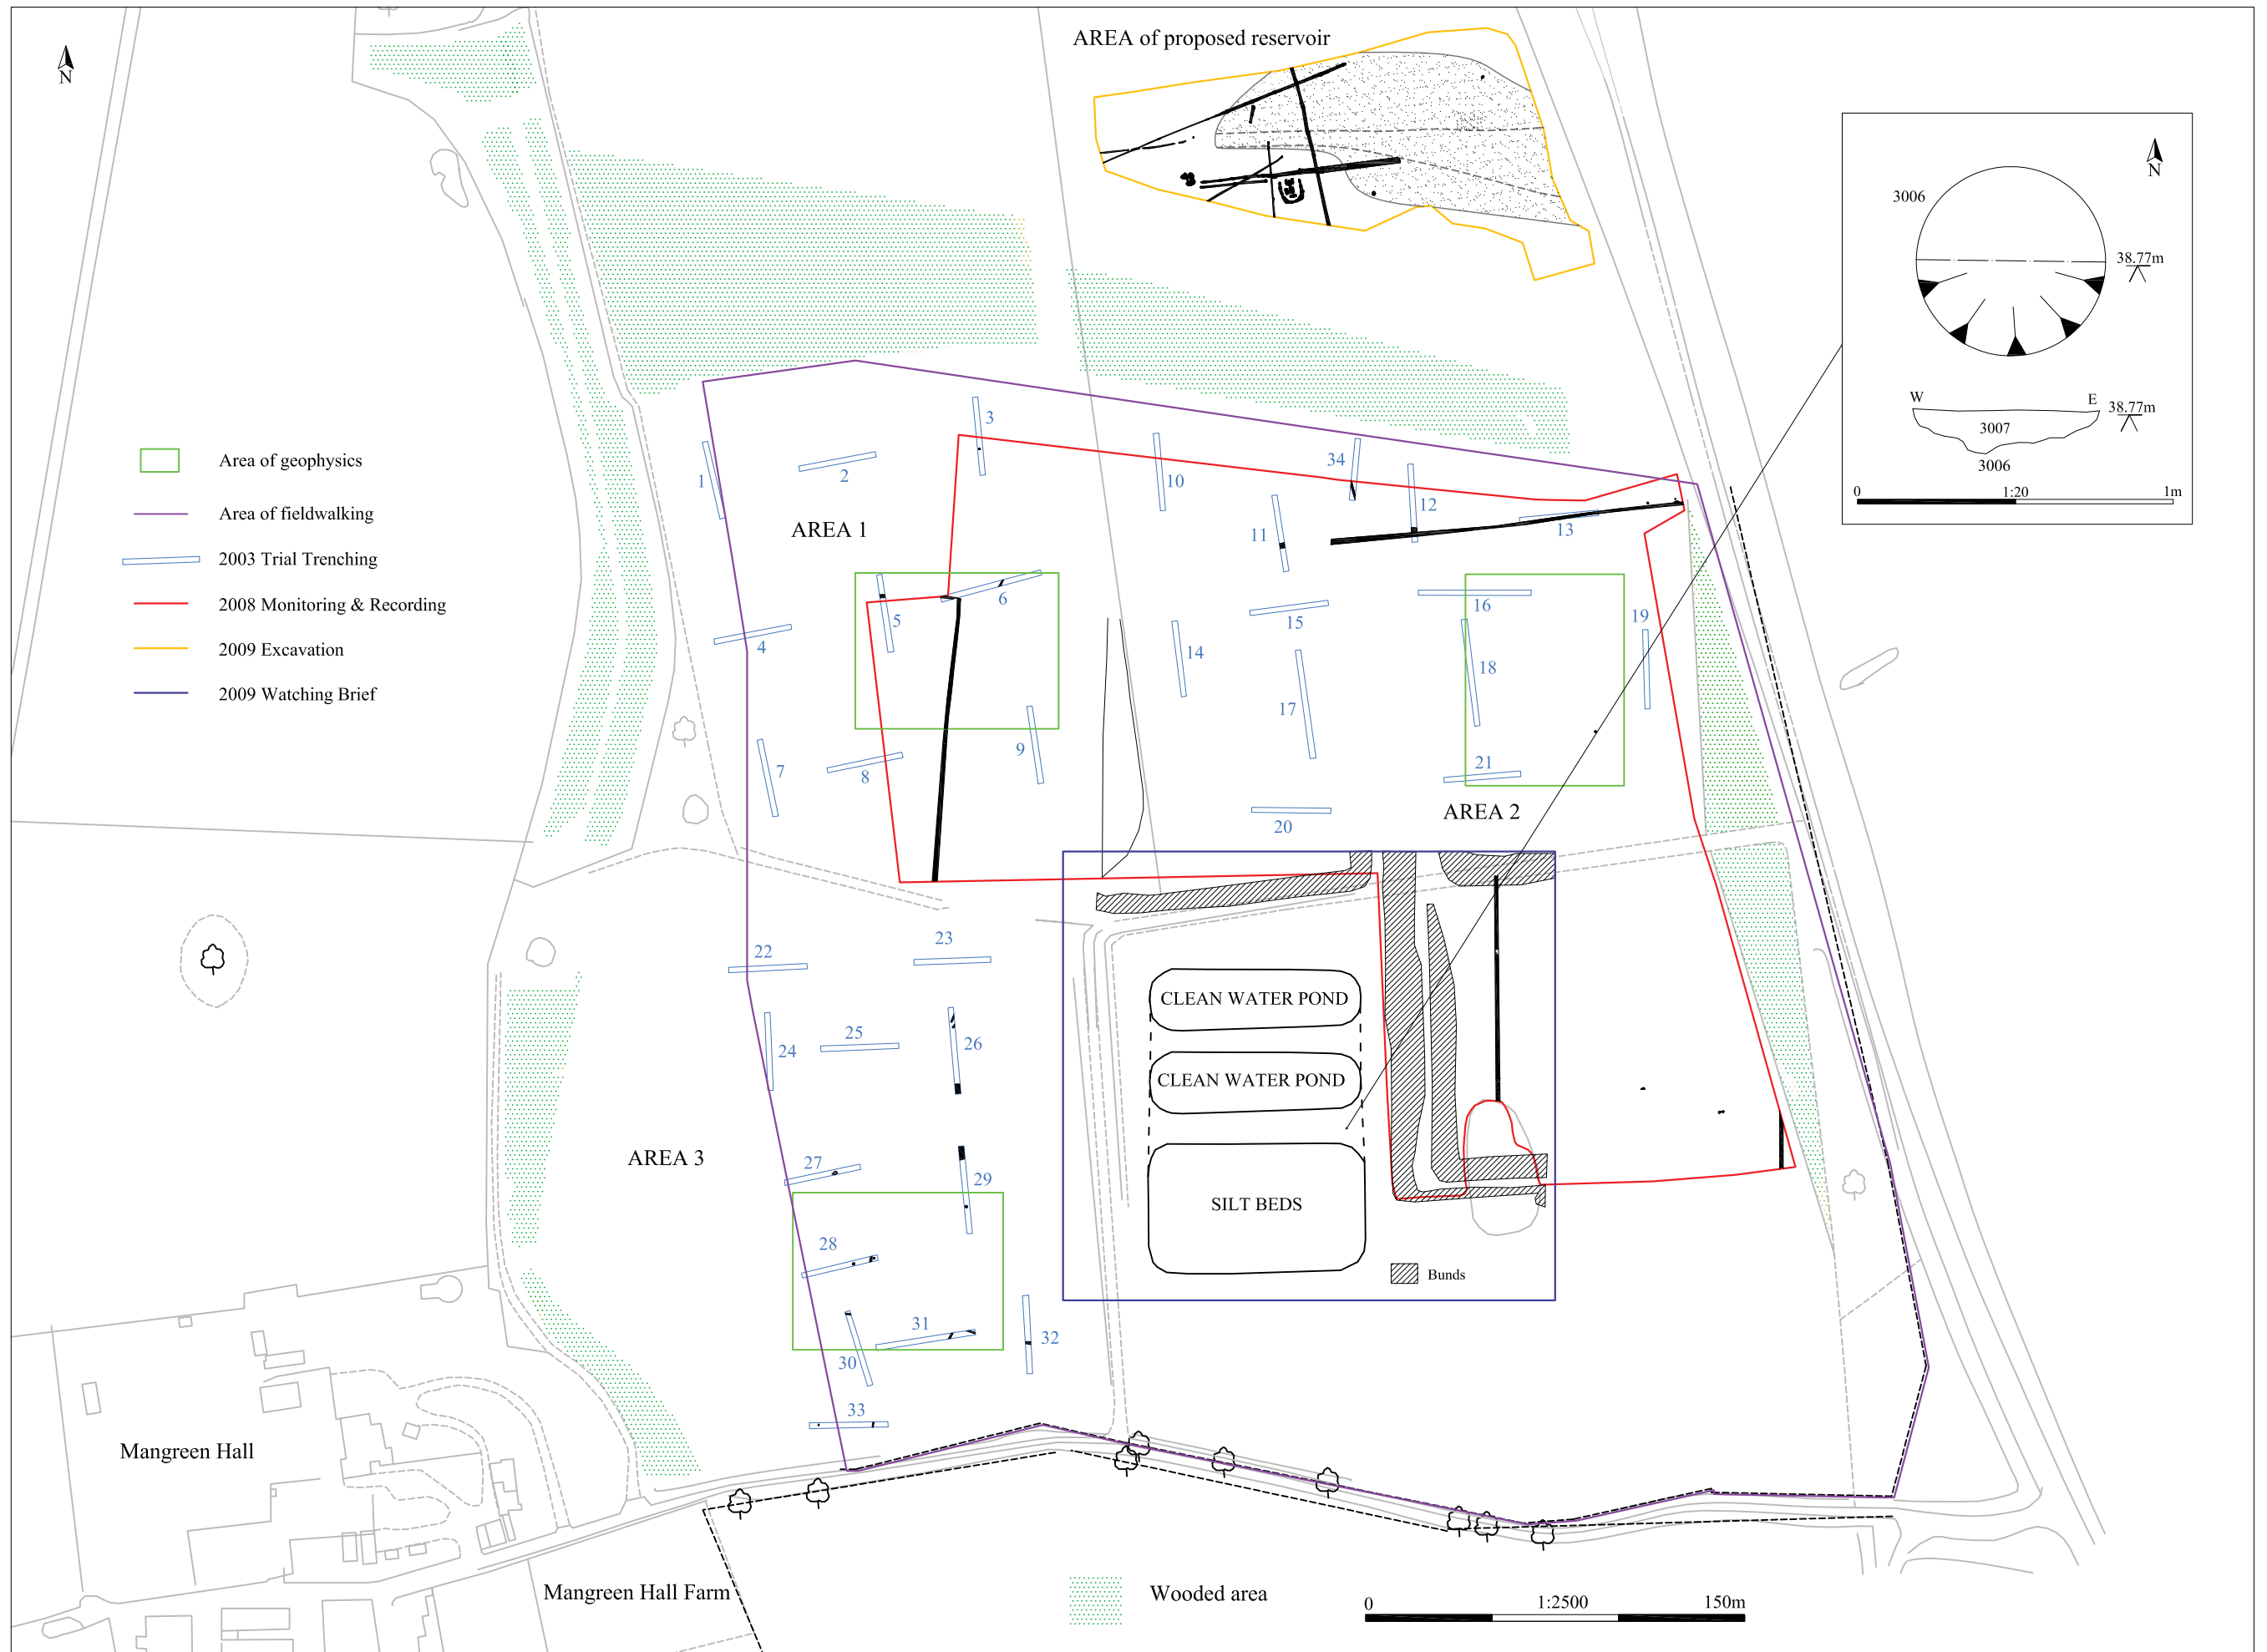 AREA of proposed reservoir
N
N
3006
38.77m
W
E
38.77m
3007
3006
0
1:20
1m
Area of geophysics
Area of fieldwalking
2003 Trial Trenching
2008 Monitoring & Recording
2009 Excavation
2009 Watching Brief
1
2
3
AREA 1
10
34
12
11
13
5
6
4
15
16
14
19
18
17
7
8
9
21
20
AREA 2
22
23
24
25
26
CLEAN WATER POND
CLEAN WATER POND
AREA 3
27
29
SILT BEDS
28
Bunds
31
30
32
33
Mangreen Hall
Mangreen Hall Farm
Wooded area
0
1:2500
150m